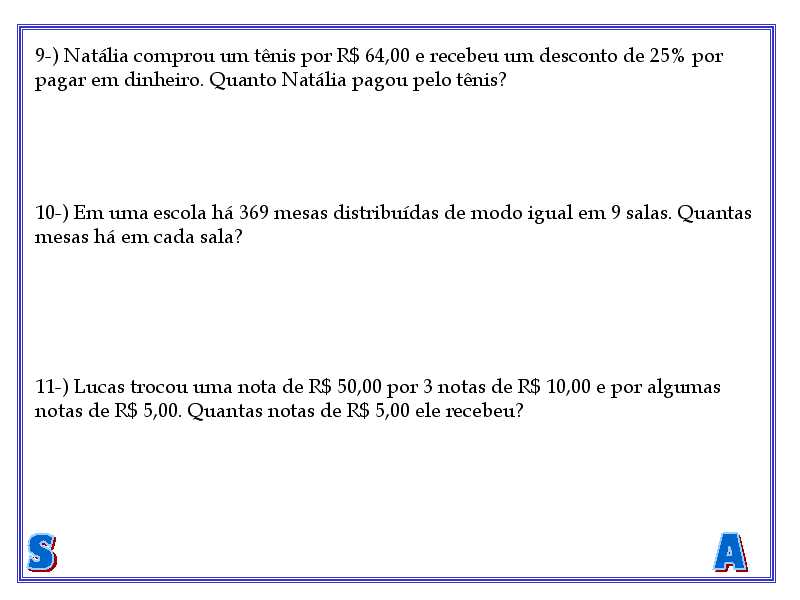 9-) Natália comprou um tênis por R$ 64,00 e recebeu um desconto de 25% por
pagar em dinheiro. Quanto Natália pagou pelo tênis?
10-) Em uma escola há 369 mesas distribuídas de modo igual em 9 salas. Quantas
mesas há em cada sala?
11-) Lucas trocou uma nota de R$ 50,00 por 3 notas de R$ 10,00 e por algumas
notas de R$ 5,00. Quantas notas de R$ 5,00 ele recebeu?
S
A